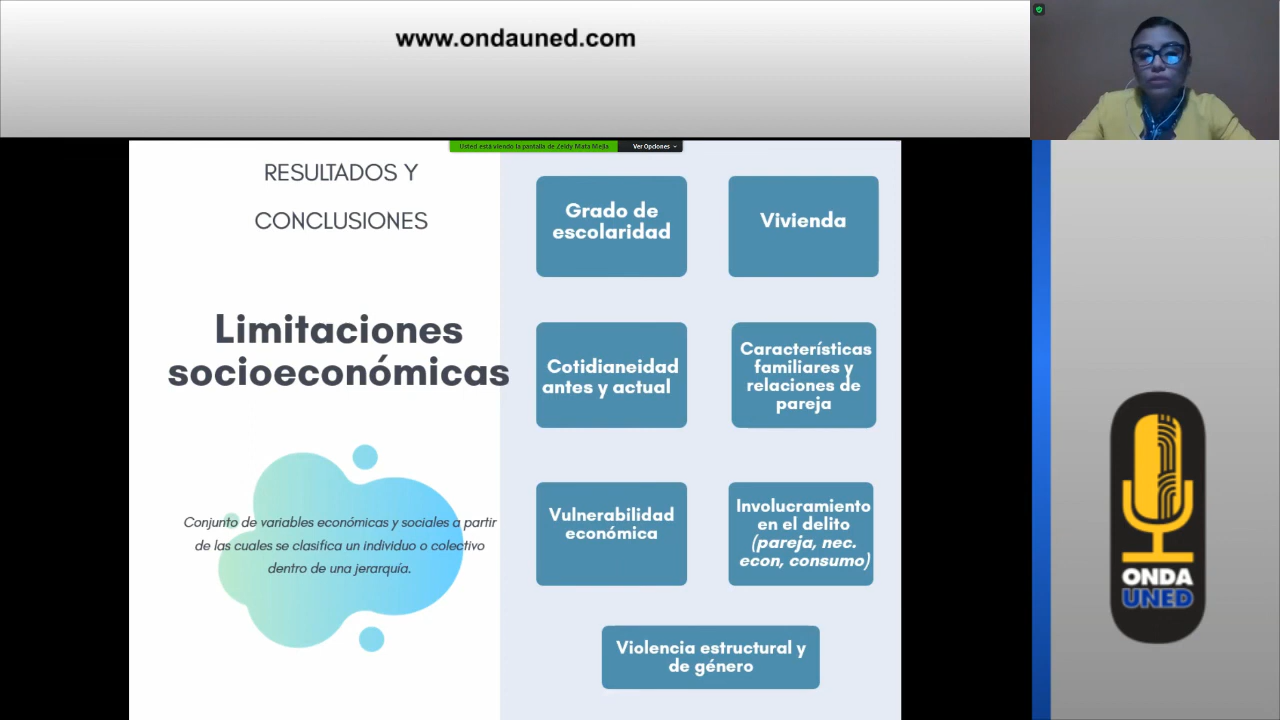 www.ondauned.com
Usted está viendo la pantalla de Zeidy Mata Mejia
Ver Opciones
RESULTADOS Y
CONCLUSIONES
Limitaciones
socioeconómicas
Conjunto de variables económicas y sociales a partir
de las cuales se clasifica un individuo o colectivo
dentro de una jerarquía.
Grado de
escolaridad
Vivienda
Cotidianeidad
antes y actual
Características
familiares y
relaciones de
pareja
Vulnerabilidad
económica
Involucramiento
en el delito
(pareja, nec.
econ, consumo)
Violencia estructural y
de género
ONDA
UNED